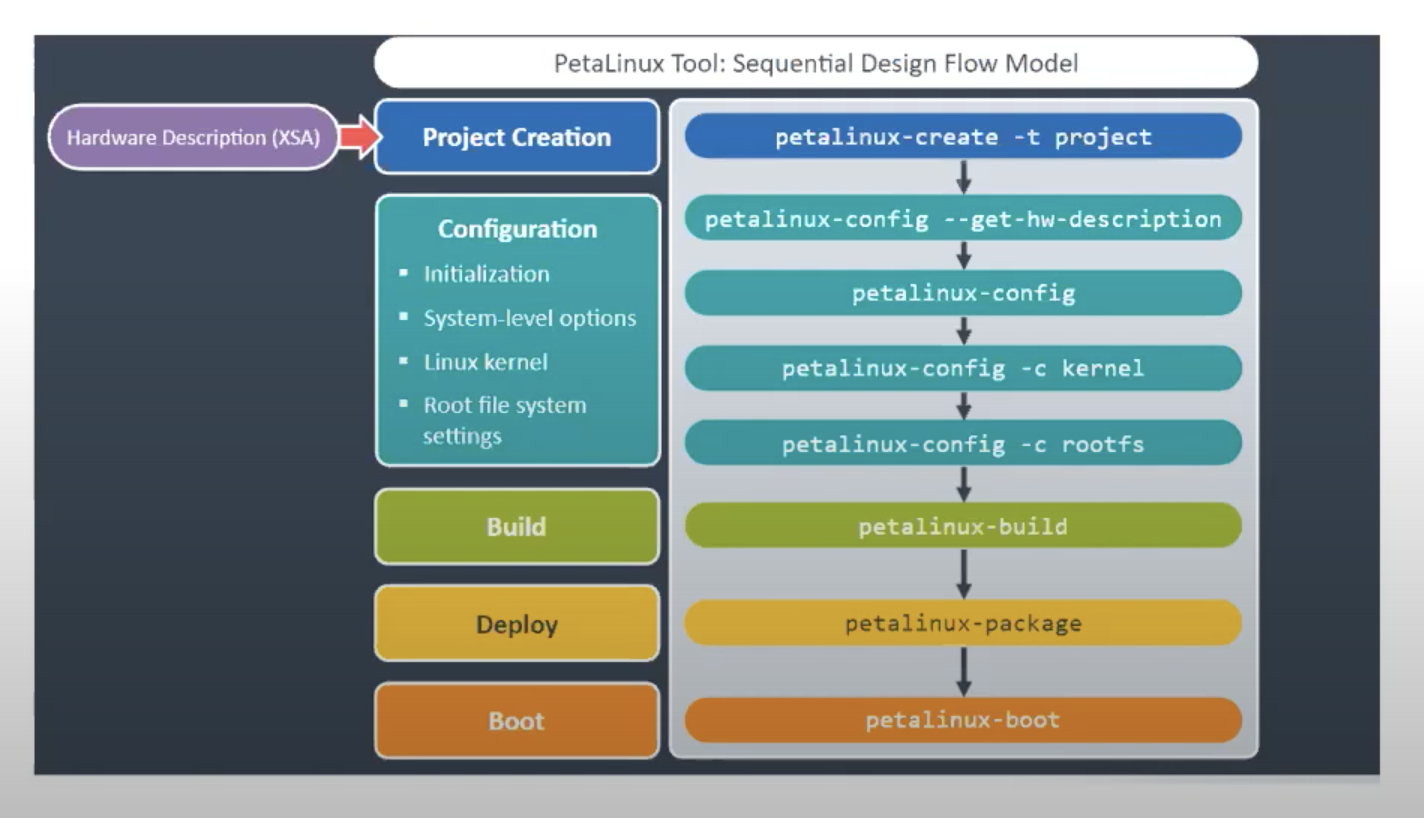 PetaLinux Tool: Sequential Design Flow Model
Hardware Description (XSA)
Project Creation
petalinux-create -t project
Configuration
▪ Initialization
▪ System-level options
▪ Linux kernel
▪ Root file system
settings
petalinux-config --get-hw-description
petalinux-config
petalinux-config -c kernel
petalinux-config -c rootfs
Build
petalinux-build
Deploy
petalinux-package
Boot
petalinux-boot